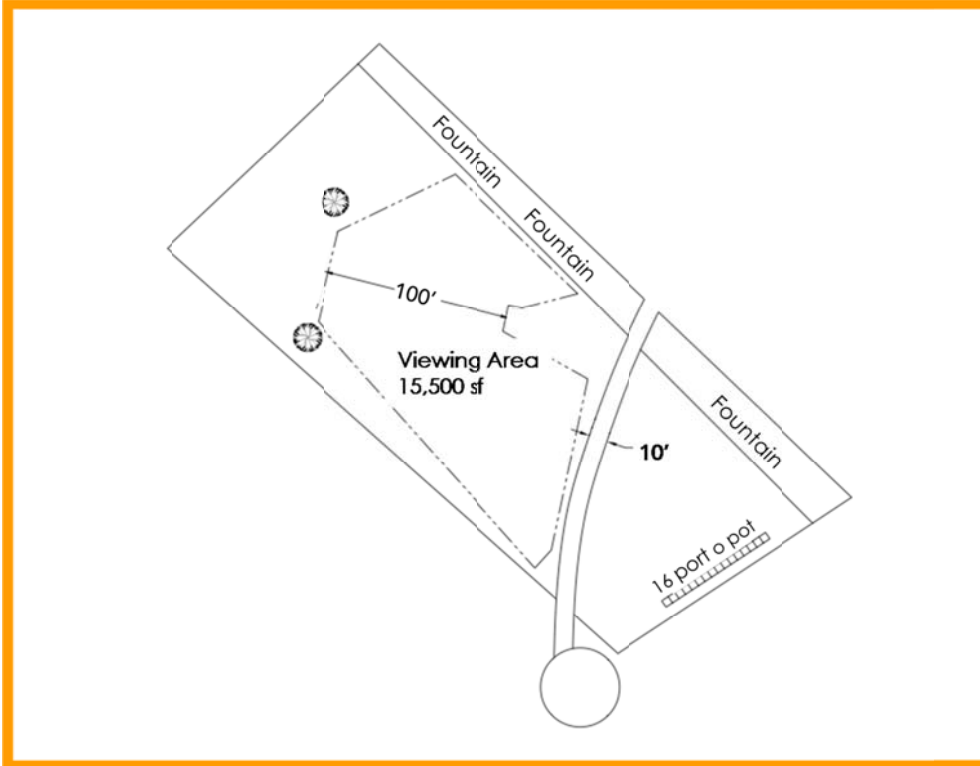 Fountain
Fountain
100'
Viewing Area
15,500 sf
Fountain
10'
16 port o pot